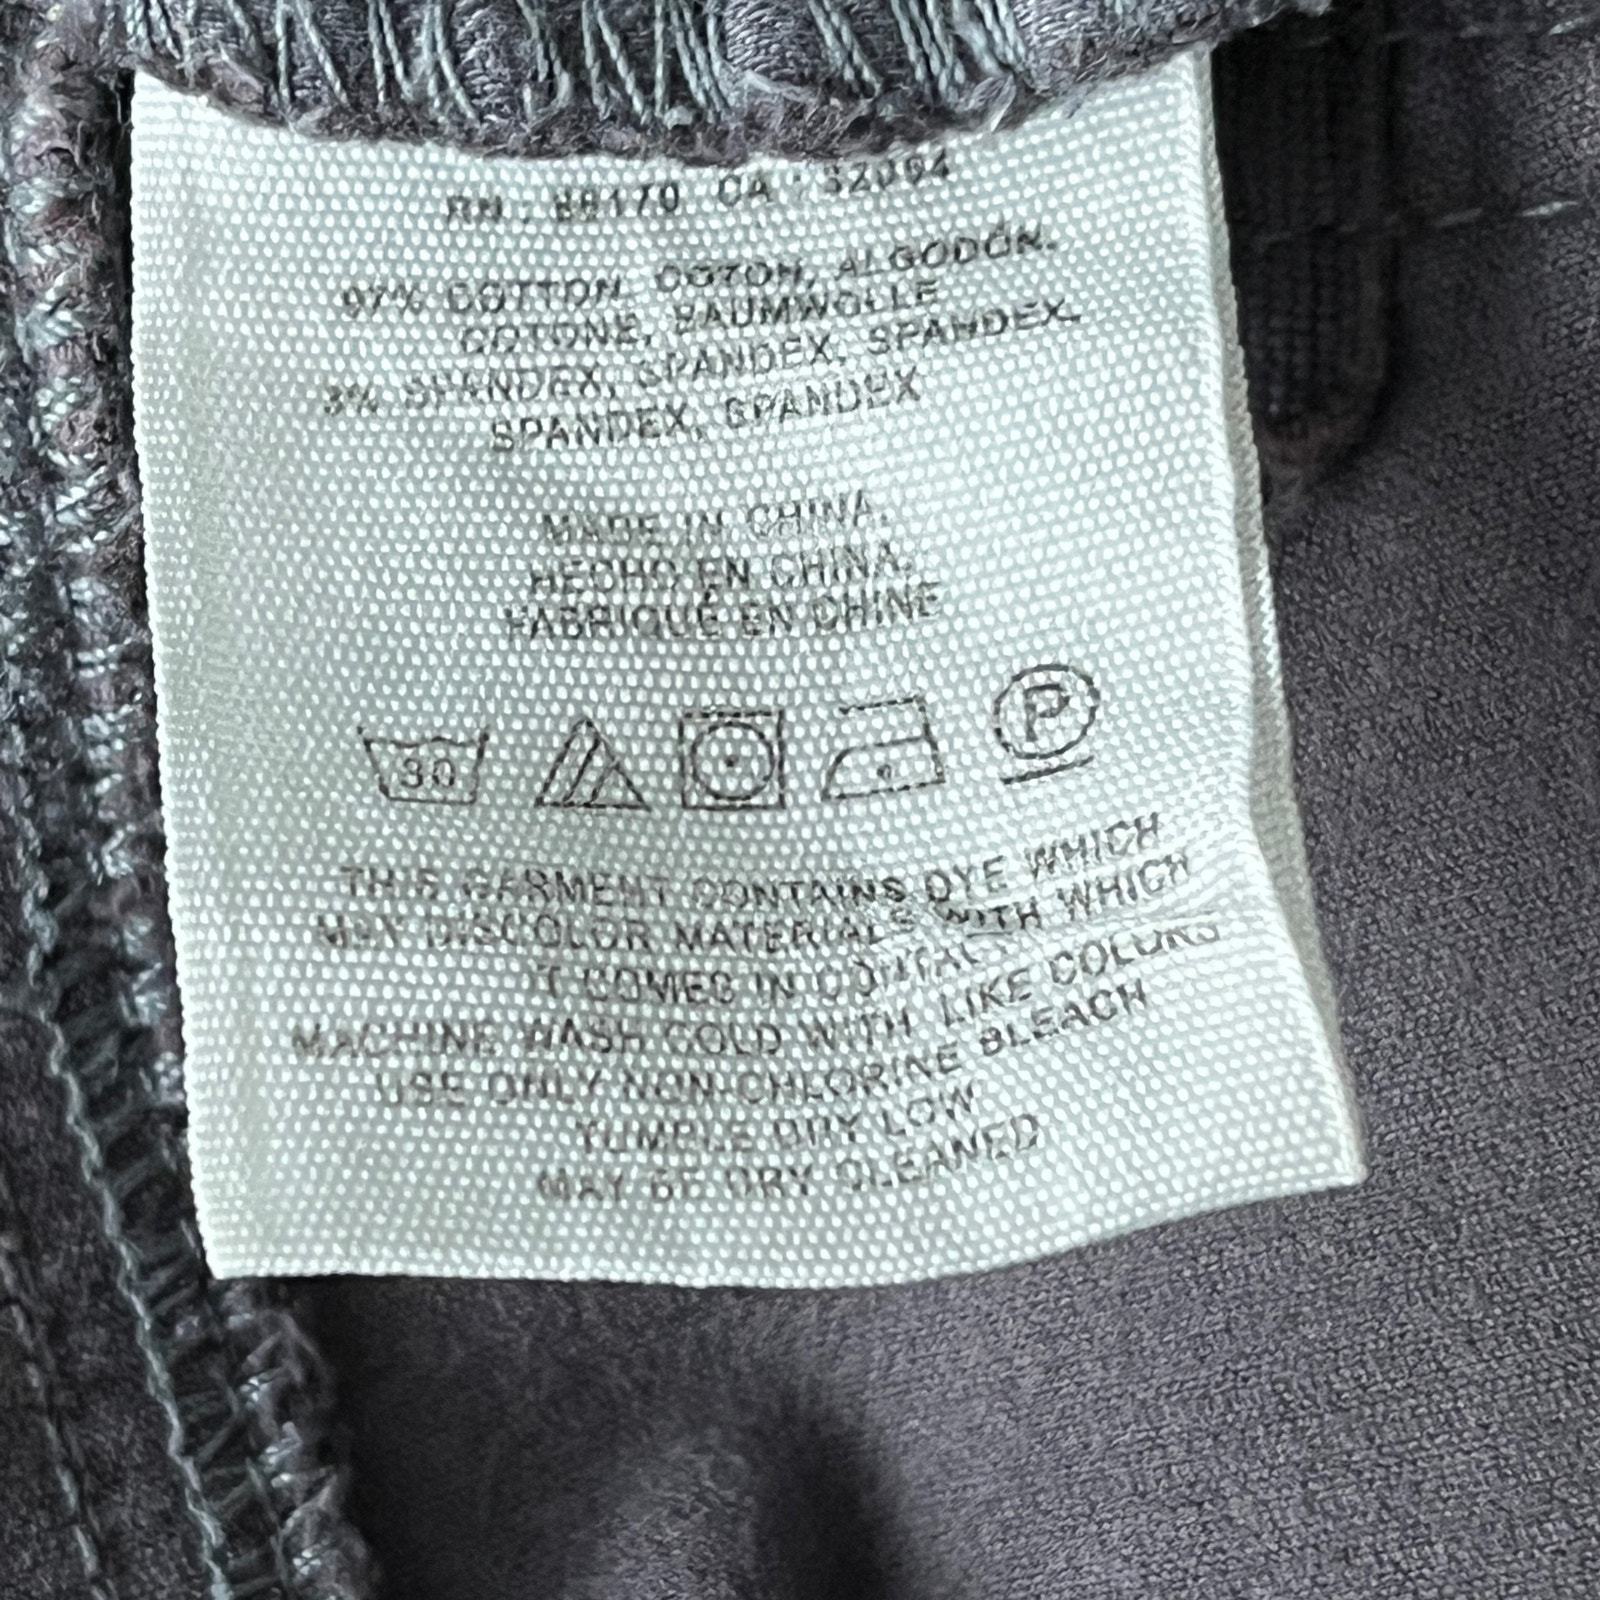 RN : 88170 CA : 32004
97% COTTON, COTON, ALGODÓN.
COTONE, BAUMWOLLE
3% SPANDEX, SPANDEX, SPANDEX.
SPANDEX, SPANDEX
MADE IN CHINA.
HECHO EN CHINA.
FABRIQUÉ EN CHINE
30
P
THIS GARMENT CONTAINS DYE WHICH
MAY DISCOLOR MATERIALS WITH WHICH
IT COMES IN CONTACT
MACHINE WASH COLD WITH LIKE COLORS
USE ONLY NON-CHLORINE BLEACH
TUMBLE DRY LOW
MAY BE DRY CLEANED